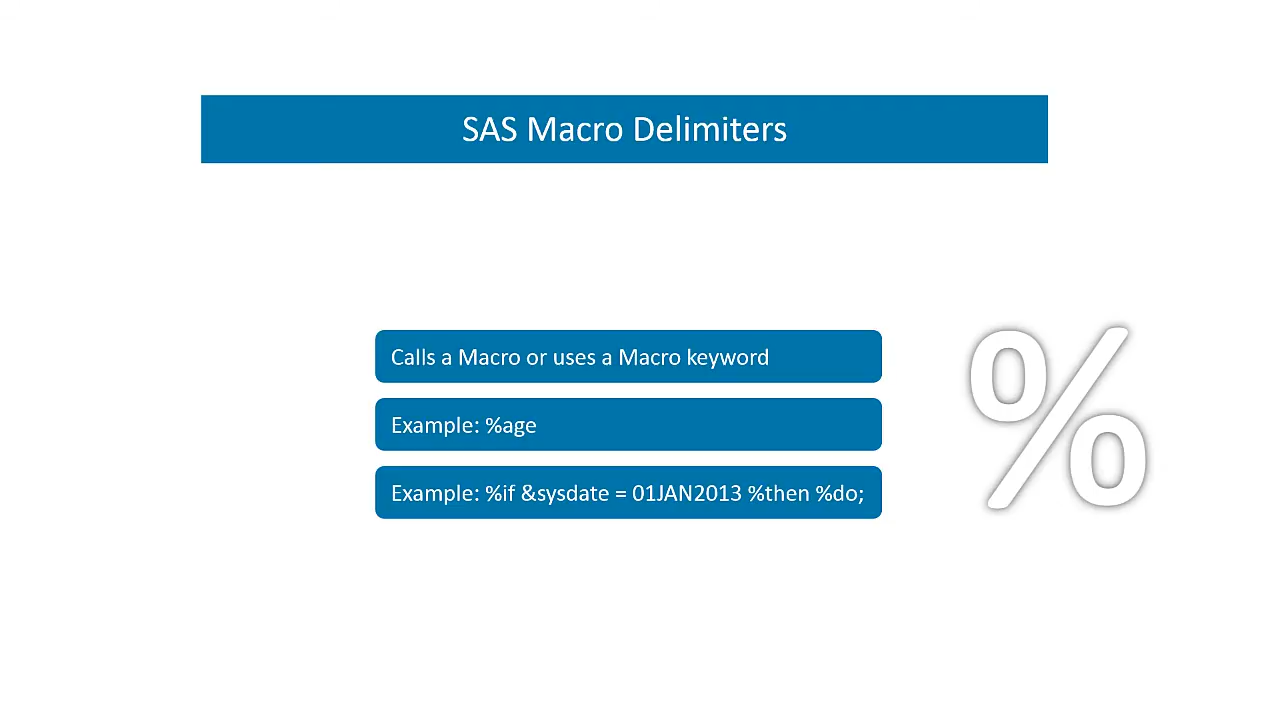 SAS Macro Delimiters
Calls a Macro or uses a Macro keyword
Example: %age
Example: %if &sysdate = 01JAN2013 %then %do;
%